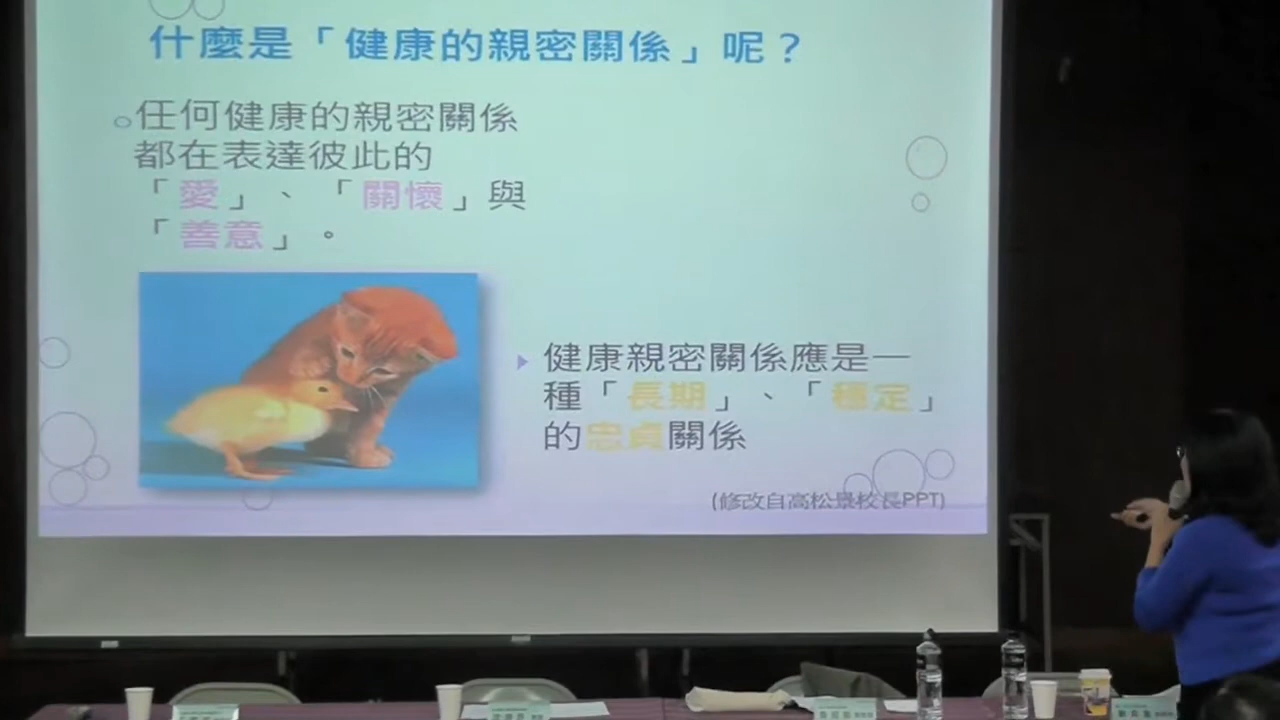 什麼是「健康的親密關係」呢？
任何健康的親密關係
都在表達彼此的
「愛」、「關懷」與
「善意」。
健康親密關係應是一
種「長期」、「穩定」
的忠貞關係
(修改自高松景校長PPT)